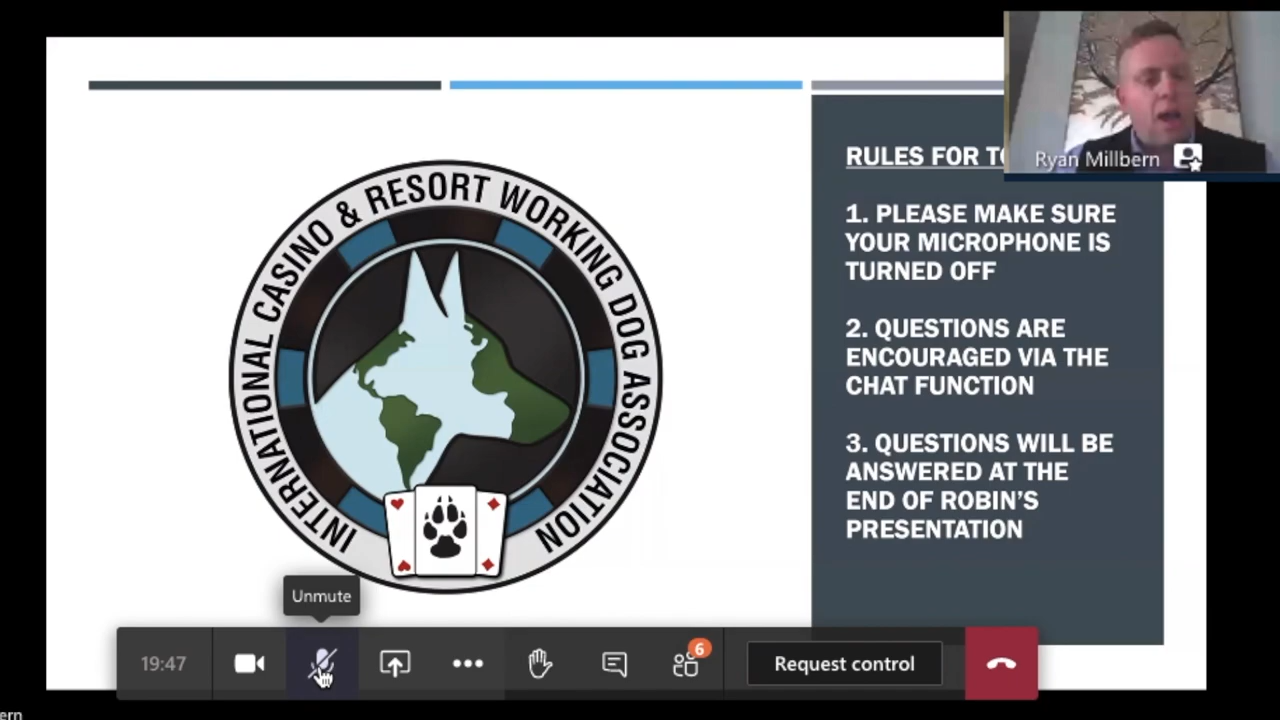 INTERNATIONAL CASINO & RESORT WORKING DOG ASSOCIATION
RULES FOR TO
Ryan Millbern
1. PLEASE MAKE SURE
YOUR MICROPHONE IS
TURNED OFF
2. QUESTIONS ARE
ENCOURAGED VIA THE
CHAT FUNCTION
3. QUESTIONS WILL BE
ANSWERED AT THE
END OF ROBIN'S
PRESENTATION
Unmute
19:47
6
Request control
ern